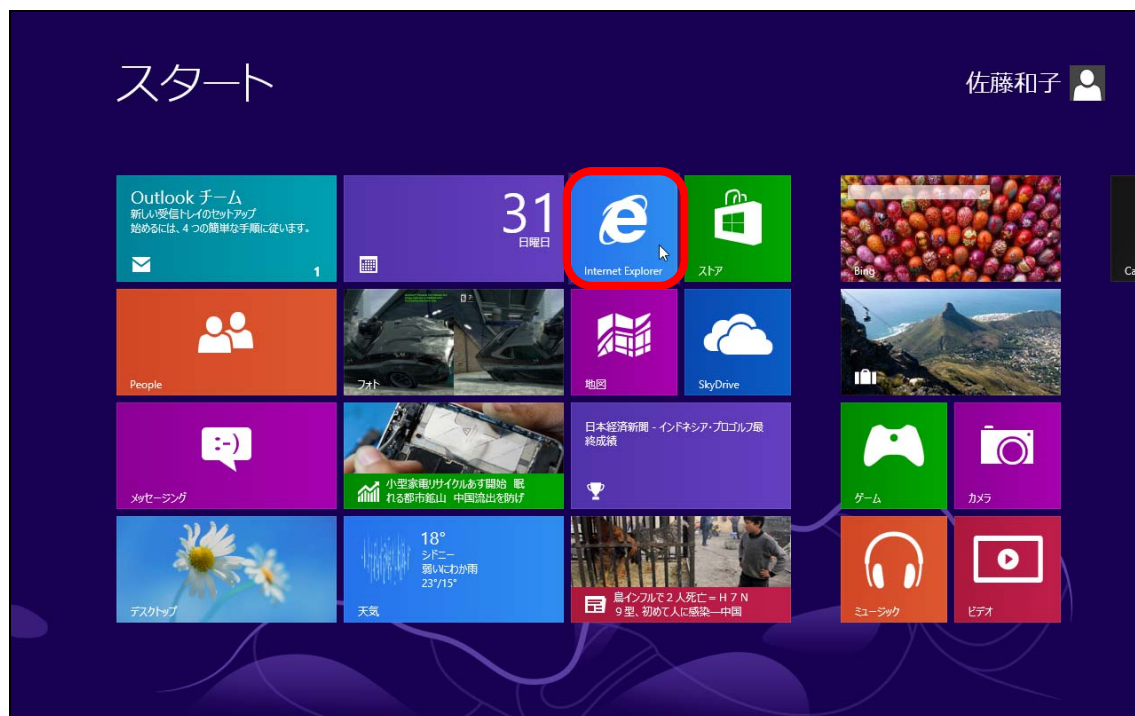 スタート
佐藤和子
Outlook チーム
新しい受信トレイのセットアップ
始めるには、4 つの簡単な手順に従います。
1
31
日曜日
Internet Explorer
ストア
Bing
Ca
People
フォト
地図
SkyDrive
メッセージング
小型家電リサイクルあす開始 眠
れる都市鉱山 中国流出を防げ
日本経済新聞 - インドネシア・プロゴルフ最
終成績
ゲーム
カメラ
デスクトップ
18°
シドニー
弱いにわか雨
23°/15°
天気
鳥インフルで2人死亡=H7N
9型、初めて人に感染―中国
ミュージック
ビデオ